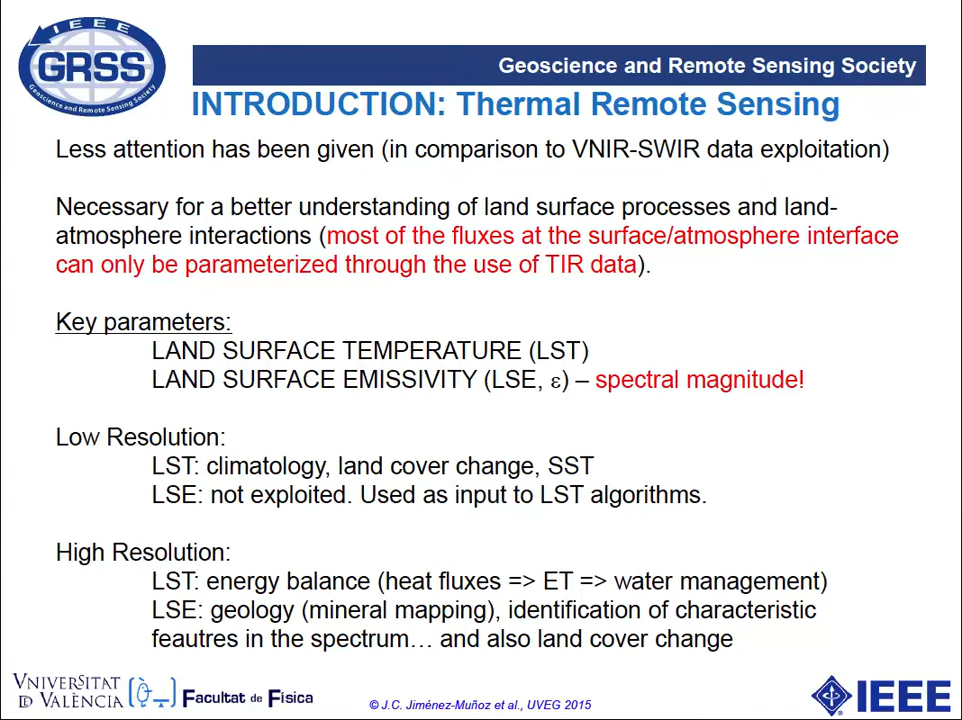 IEEE
GRSS
Geoscience and Remote Sensing Society
Geoscience and Remote Sensing Society
INTRODUCTION: Thermal Remote Sensing
Less attention has been given (in comparison to VNIR-SWIR data exploitation)
Necessary for a better understanding of land surface processes and land-
atmosphere interactions (most of the fluxes at the surface/atmosphere interface
can only be parameterized through the use of TIR data).
Key parameters:
LAND SURFACE TEMPERATURE (LST)
LAND SURFACE EMISSIVITY (LSE, ε) – spectral magnitude!
Low Resolution:
LST: climatology, land cover change, SST
LSE: not exploited. Used as input to LST algorithms.
High Resolution:
LST: energy balance (heat fluxes => ET => water management)
LSE: geology (mineral mapping), identification of characteristic
feautres in the spectrum… and also land cover change
VNIVERSITAT
DE VALÈNCIA
Facultat de Física
© J.C. Jiménez-Muñoz et al., UVEG 2015
IEEE